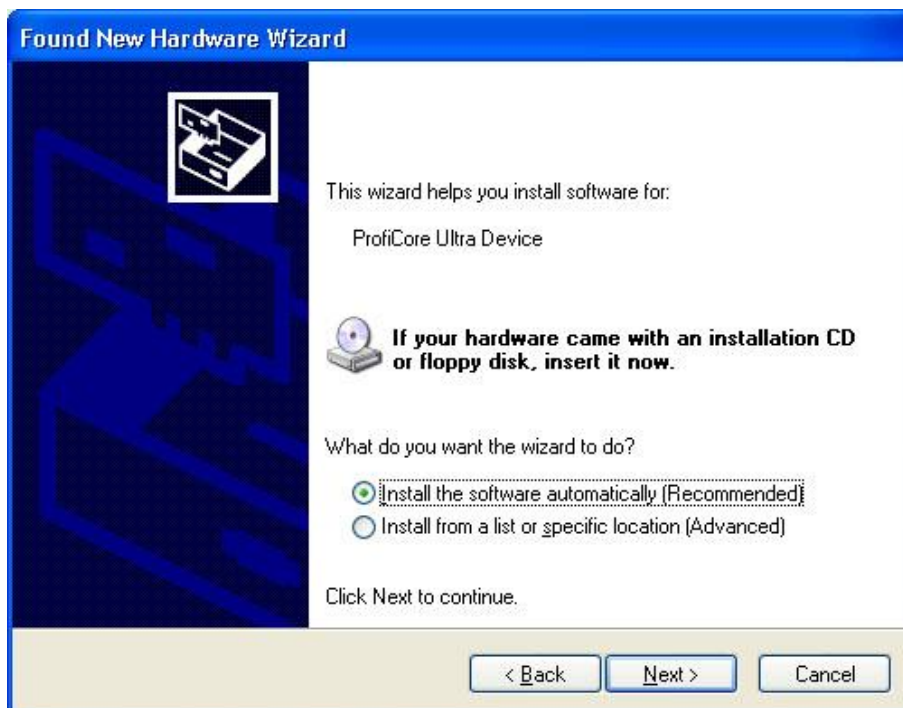 Found New Hardware Wizard
This wizard helps you install software for:
ProfiCore Ultra Device
If your hardware came with an installation CD
or floppy disk, insert it now.
What do you want the wizard to do?
Install the software automatically (Recommended)
Install from a list or specific location (Advanced)
Click Next to continue.
< Back
Next >
Cancel